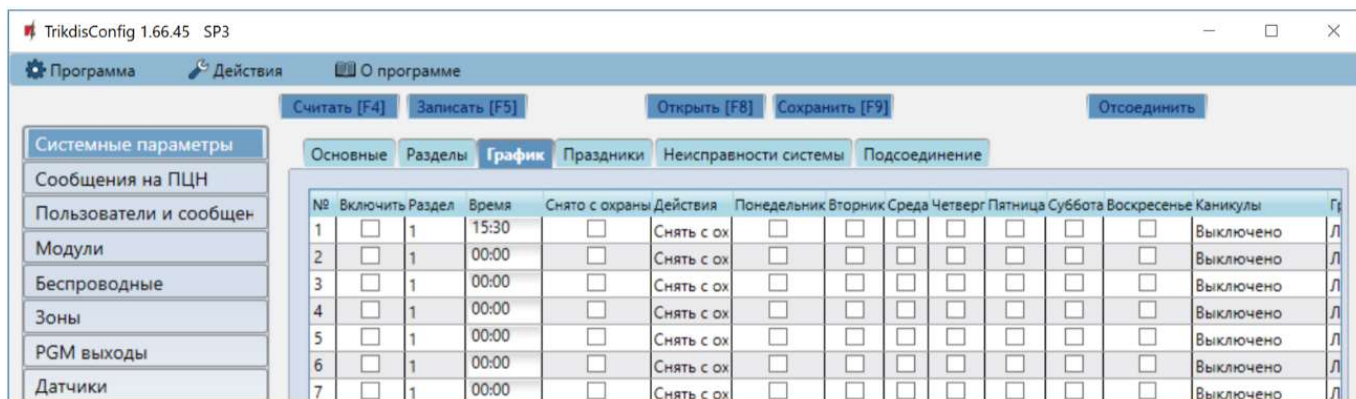 TrikdisConfig 1.66.45 SP3
Программа Действия О программе
Считать [F4] Записать [F5] Открыть [F8] Сохранить [F9] Отсоединить
Системные параметры
Сообщения на ПЦН
Пользователи и сообщен
Модули
Беспроводные
Зоны
PGM выходы
Датчики
Основные Разделы График Праздники Неисправности системы Подсоединение
№ Включить Раздел Время Снято с охраны Действия Понедельник Вторник Среда Четверг Пятница Суббота Воскресенье Каникулы Гр
1 1 15:30 Снять с ох Выключено Л
2 1 00:00 Снять с ох Выключено Л
3 1 00:00 Снять с ох Выключено Л
4 1 00:00 Снять с ох Выключено Л
5 1 00:00 Снять с ох Выключено Л
6 1 00:00 Снять с ох Выключено Л
7 1 00:00 Снять с ох Выключено Л